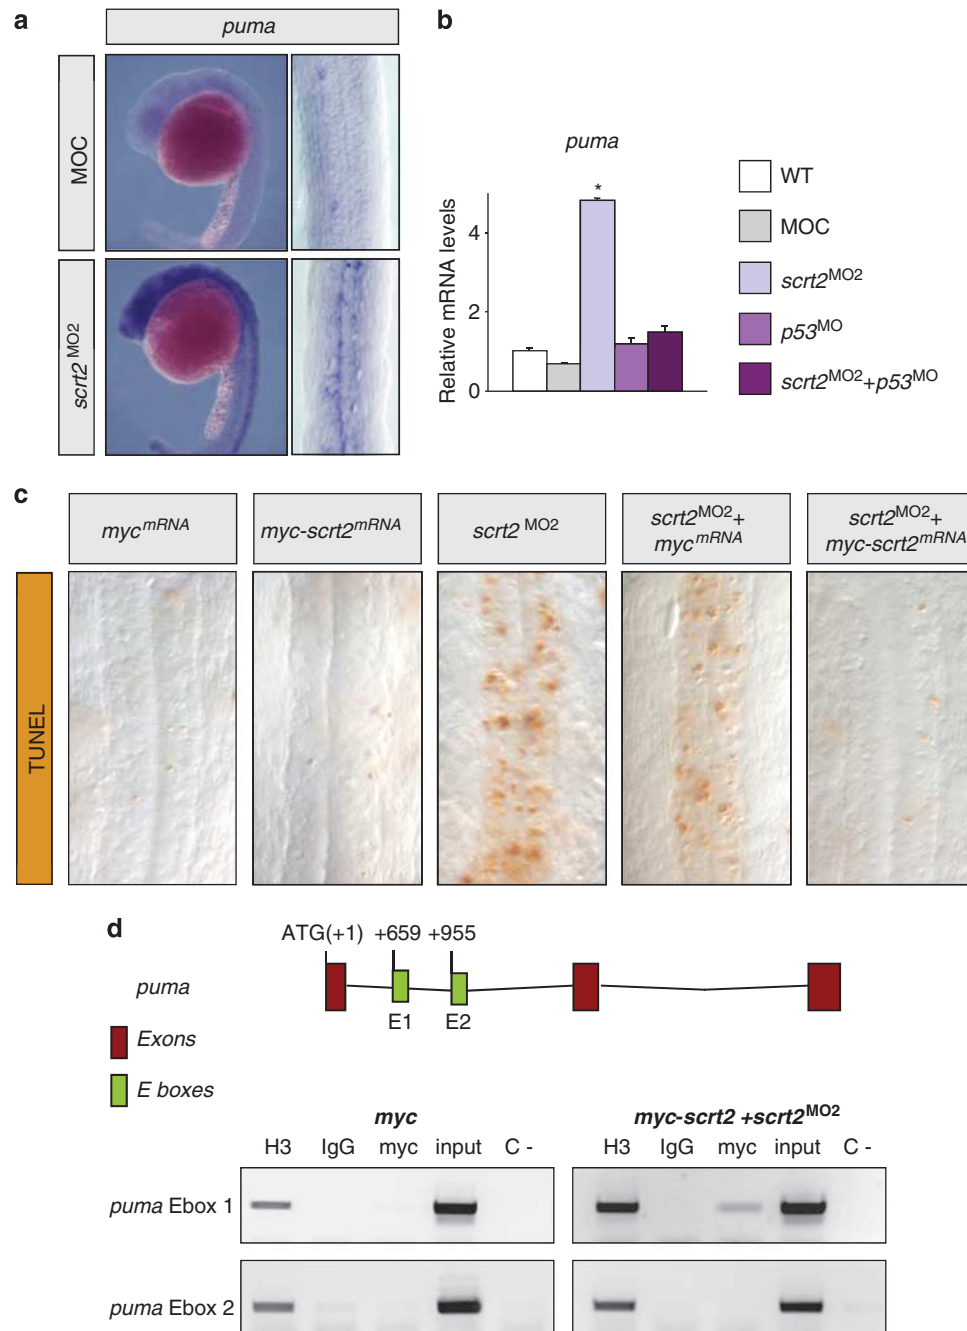 a
puma
MOC
scrt2 MO2
b
puma
Relative mRNA levels
4
2
0
*
WT
MOC
scrt2MO2
p53MO
scrt2MO2+p53MO
c
mycmRNA
myc-scrt2mRNA
scrt2 MO2
scrt2MO2+
mycmRNA
scrt2MO2+
myc-scrt2mRNA
TUNEL
d
ATG(+1) +659 +955
puma
E1 E2
Exons
E boxes
myc
H3 IgG myc input C -
myc-scrt2 +scrt2MO2
H3 IgG myc input C -
puma Ebox 1
puma Ebox 2